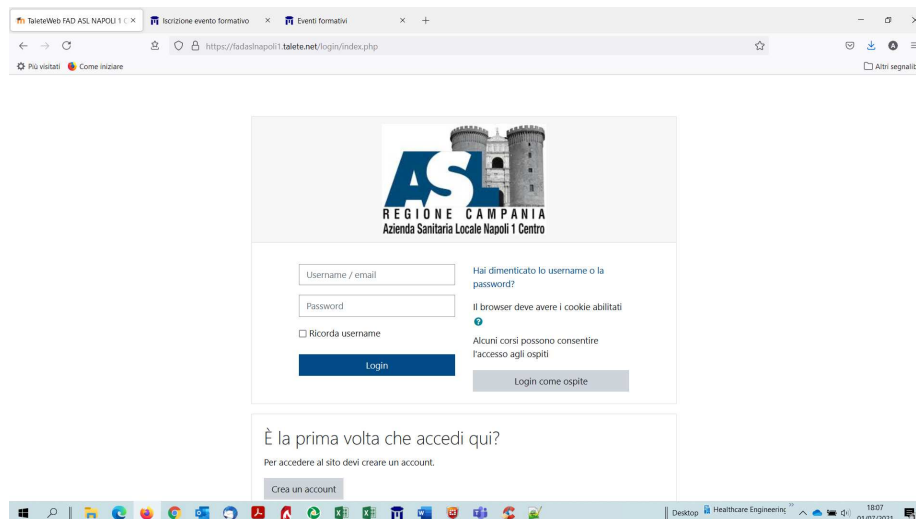 TaleteWeb FAD ASL NAPOLI 1 C
Iscrizione evento formativo
Eventi formativi
https://fadaslnapoli1.talete.net/login/index.php
Più visitati
Come iniziare
Altri segnalib
ASL
REGIONE CAMPANIA
Azienda Sanitaria Locale Napoli 1 Centro
Username / email
Password
Ricorda username
Login
Hai dimenticato lo username o la
password?
Il browser deve avere i cookie abilitati
Alcuni corsi possono consentire
l'accesso agli ospiti
Login come ospite
È la prima volta che accedi qui?
Per accedere al sito devi creare un account.
Crea un account
Desktop
Healthcare Engineering
18:07
01/07/2021